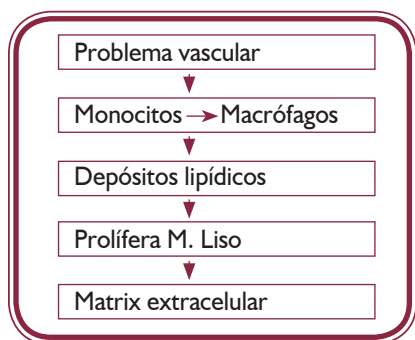 Problema vascular
Monocitos → Macrófagos
Depósitos lipídicos
Prolífera M. Liso
Matrix extracelular